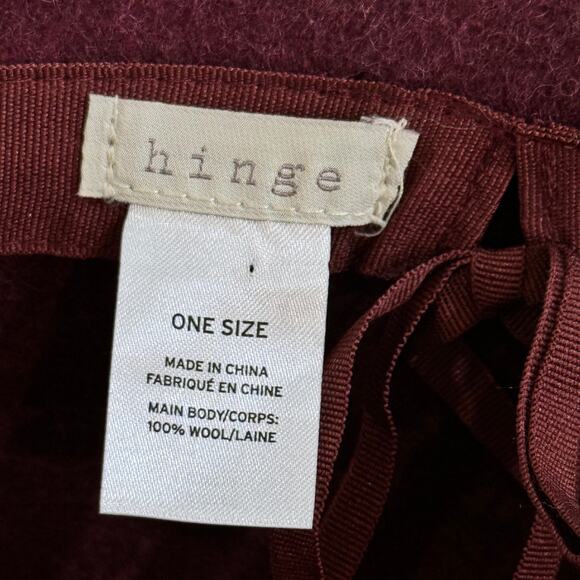 hinge
ONE SIZE
MADE IN CHINA
FABRIQUÉ EN CHINE
MAIN BODY/CORPS:
100% WOOL/LAINE